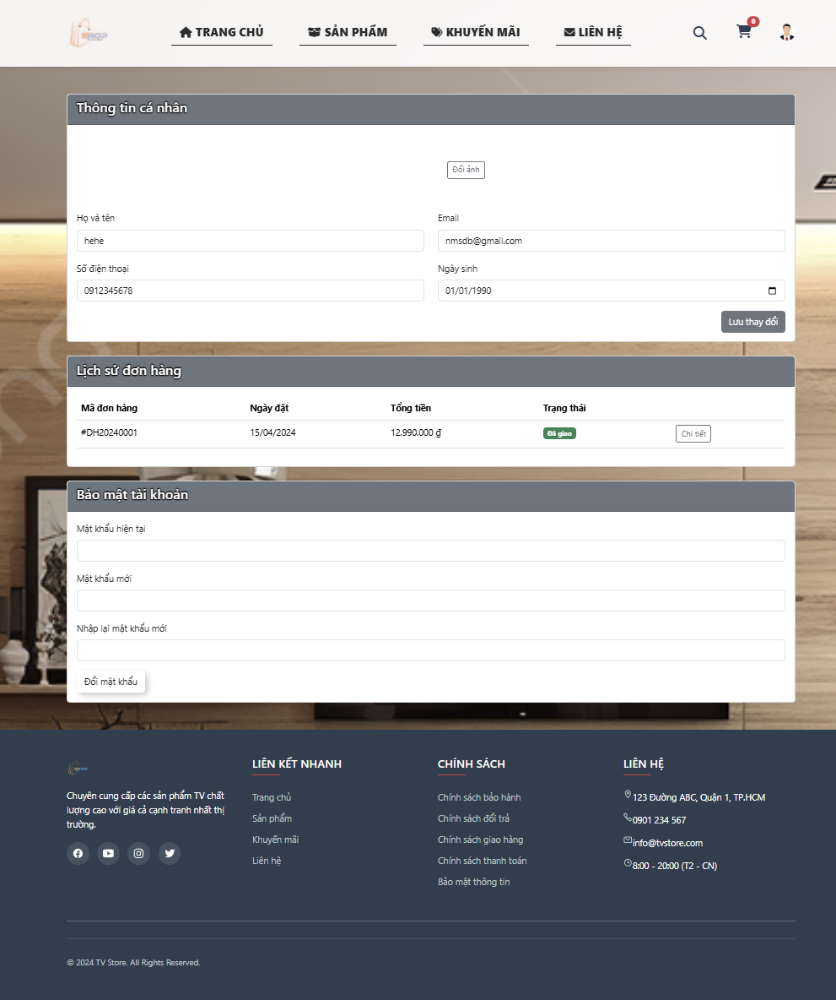 SHOP
TRANG CHỦ
SẢN PHẨM
KHUYẾN MÃI
LIÊN HỆ
0
Thông tin cá nhân
Đổi ảnh
Họ và tên
Email
hehe
nmsdb@gmail.com
Số điện thoại
Ngày sinh
0912345678
01/01/1990
Lưu thay đổi
Lịch sử đơn hàng
Mã đơn hàng Ngày đặt Tổng tiền Trạng thái
#DH20240001 15/04/2024 12.990.000 ₫ Đã giao Chi tiết
Bảo mật tài khoản
Mật khẩu hiện tại
Mật khẩu mới
Nhập lại mật khẩu mới
Đổi mật khẩu
Chuyên cung cấp các sản phẩm TV chất
lượng cao với giá cả cạnh tranh nhất thị
trường.
LIÊN KẾT NHANH
Trang chủ
Sản phẩm
Khuyến mãi
Liên hệ
CHÍNH SÁCH
Chính sách bảo hành
Chính sách đổi trả
Chính sách giao hàng
Chính sách thanh toán
Bảo mật thông tin
LIÊN HỆ
123 Đường ABC, Quận 1, TP.HCM
0901 234 567
info@tvstore.com
8:00 - 20:00 (T2 - CN)
© 2024 TV Store. All Rights Reserved.